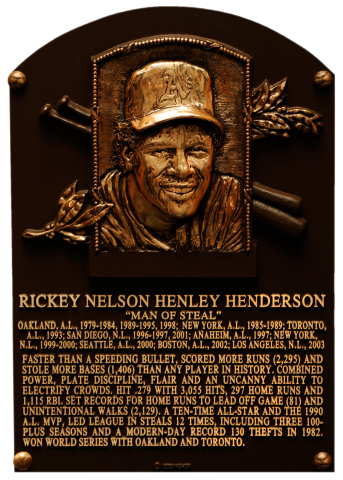 A's
RICKEY NELSON HENLEY HENDERSON
"MAN OF STEAL"
OAKLAND, A.L., 1979-1984, 1989-1995, 1998; NEW YORK, A.L., 1985-1989; TORONTO,
A.L., 1993; SAN DIEGO, N.L., 1996-1997, 2001; ANAHEIM, A.L., 1997; NEW YORK,
N.L., 1999-2000; SEATTLE, A.L., 2000; BOSTON, A.L., 2002; LOS ANGELES, N.L., 2003
FASTER THAN A SPEEDING BULLET, SCORED MORE RUNS (2,295) AND
STOLE MORE BASES (1,406) THAN ANY PLAYER IN HISTORY. COMBINED
POWER, PLATE DISCIPLINE, FLAIR AND AN UNCANNY ABILITY TO
ELECTRIFY CROWDS. HIT .279 WITH 3,055 HITS, 297 HOME RUNS AND
1,115 RBI. SET RECORDS FOR HOME RUNS TO LEAD OFF GAME (81) AND
UNINTENTIONAL WALKS (2,129). A TEN-TIME ALL-STAR AND THE 1990
A.L. MVP, LED LEAGUE IN STEALS 12 TIMES, INCLUDING THREE 100-
PLUS SEASONS AND A MODERN-DAY RECORD 130 THEFTS IN 1982.
WON WORLD SERIES WITH OAKLAND AND TORONTO.